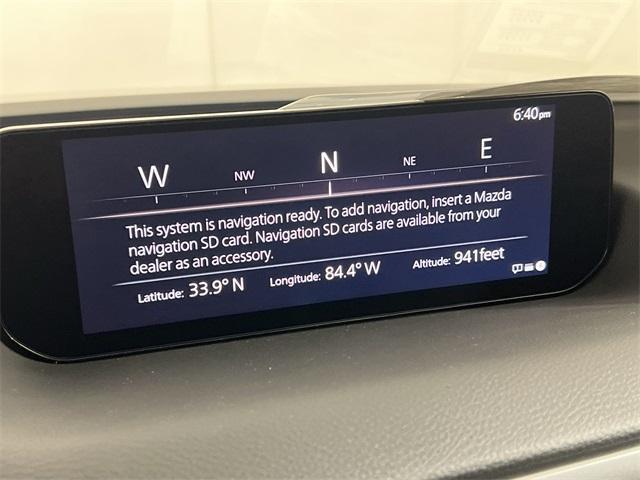 6:40pm
W NW N NE E
This system is navigation ready. To add navigation, insert a Mazda
navigation SD card. Navigation SD cards are available from your
dealer as an accessory.
Latitude: 33.9° N Longitude: 84.4° W Altitude: 941feet